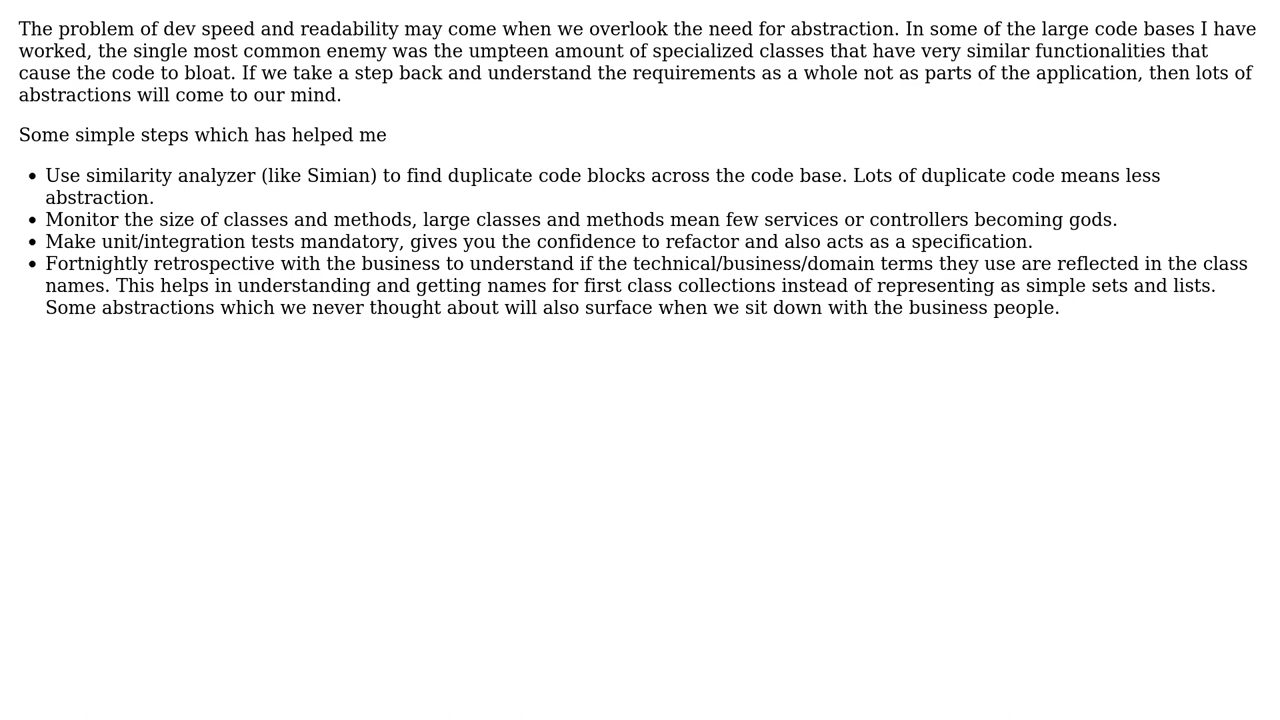 The problem of dev speed and readability may come when we overlook the need for abstraction. In some of the large code bases I have
worked, the single most common enemy was the umpteen amount of specialized classes that have very similar functionalities that
cause the code to bloat. If we take a step back and understand the requirements as a whole not as parts of the application, then lots of
abstractions will come to our mind.
Some simple steps which has helped me
• Use similarity analyzer (like Simian) to find duplicate code blocks across the code base. Lots of duplicate code means less
abstraction.
• Monitor the size of classes and methods, large classes and methods mean few services or controllers becoming gods.
• Make unit/integration tests mandatory, gives you the confidence to refactor and also acts as a specification.
• Fortnightly retrospective with the business to understand if the technical/business/domain terms they use are reflected in the class
names. This helps in understanding and getting names for first class collections instead of representing as simple sets and lists.
Some abstractions which we never thought about will also surface when we sit down with the business people.